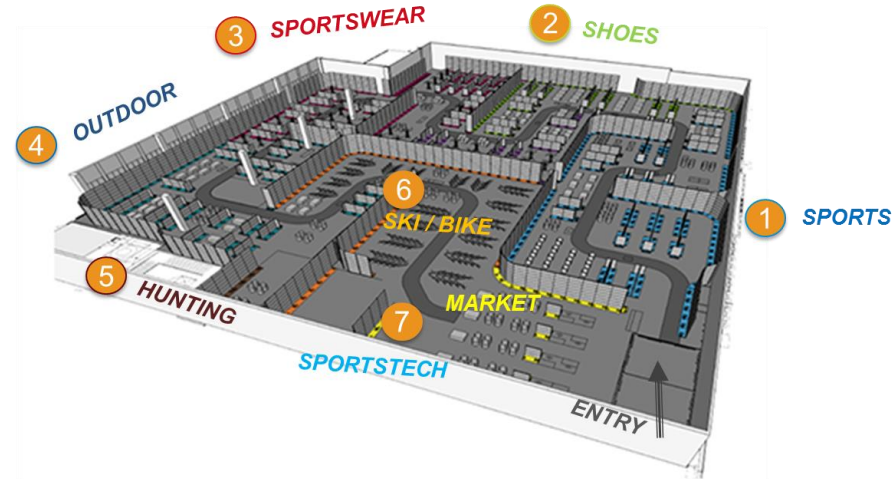 3 SPORTSWEAR
2 SHOES
4 OUTDOOR
6
SKI / BIKE
1 SPORTS
5
HUNTING
MARKET
7
SPORTSTECH
ENTRY